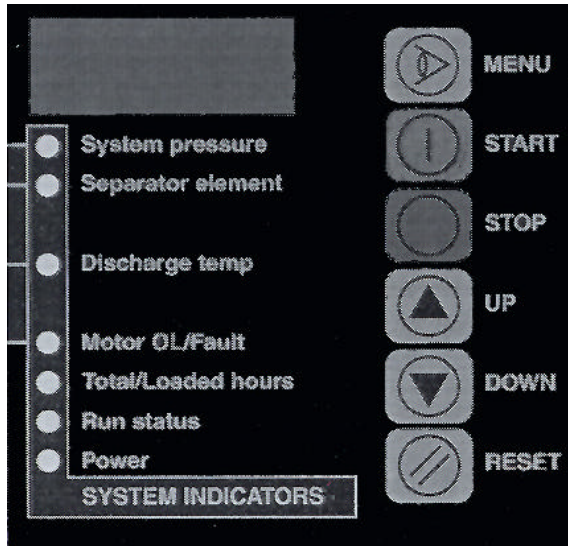 MENU
System pressure
START
Separator element
STOP
Discharge temp
UP
Motor OL/Fault
Total/Loaded hours
DOWN
Run status
Power
RESET
SYSTEM INDICATORS